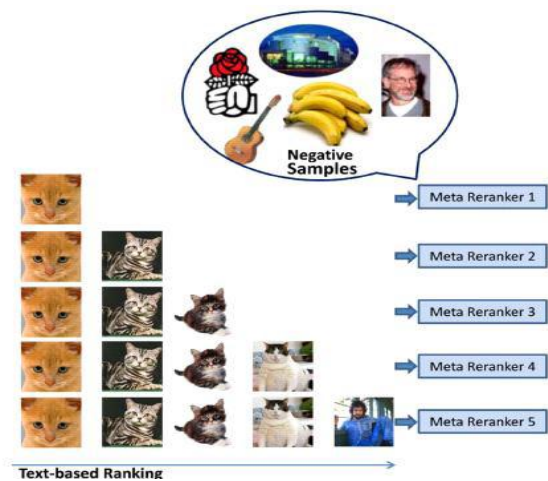 Negative
Samples
Meta Reranker 1
Meta Reranker 2
Meta Reranker 3
Meta Reranker 4
Meta Reranker 5
Text-based Ranking